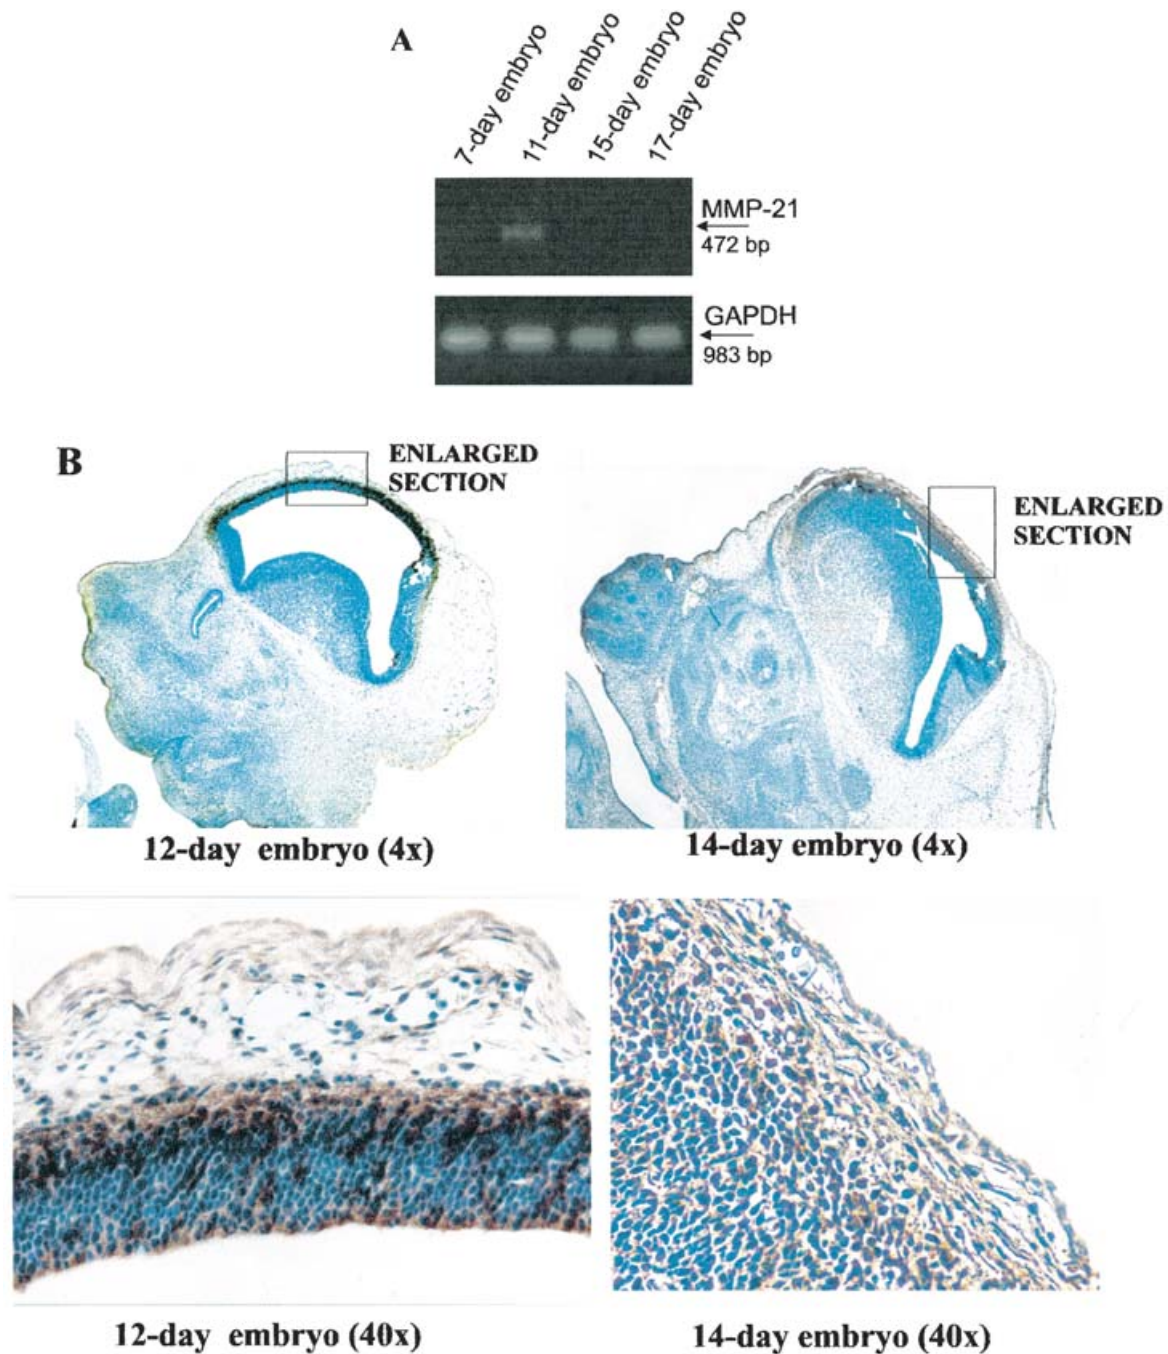 A
7-day embryo
11-day embryo
15-day embryo
17-day embryo
MMP-21
472 bp
GAPDH
983 bp
B
ENLARGED
SECTION
ENLARGED
SECTION
12-day embryo (4x)
14-day embryo (4x)
12-day embryo (40x)
14-day embryo (40x)